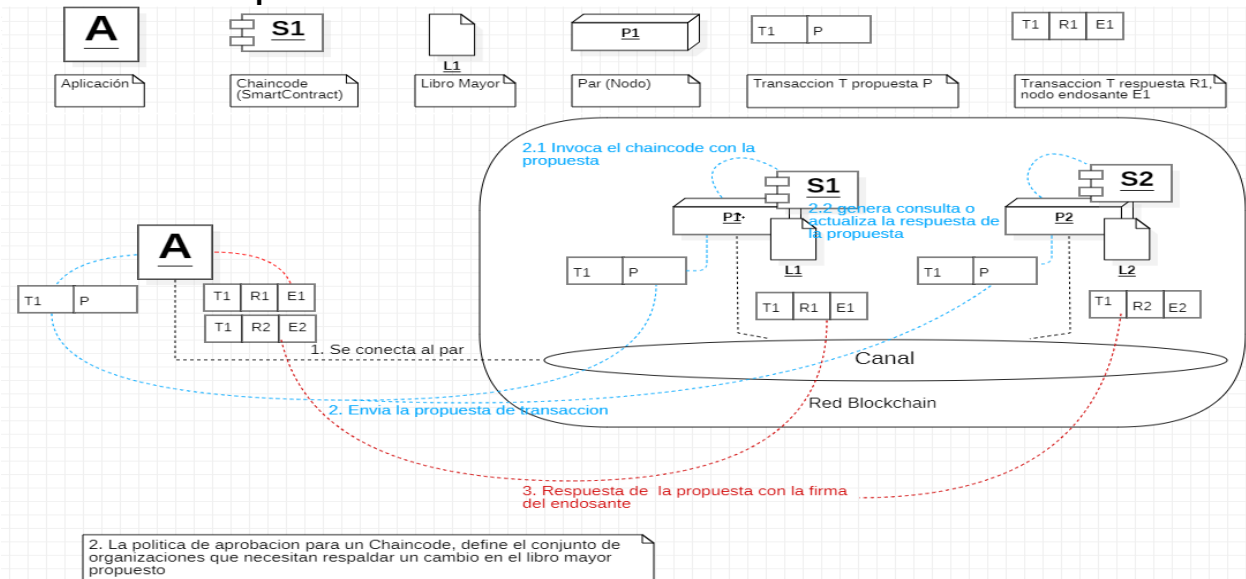 A
S1
L1
P1
T1 P
T1 R1 E1
Aplicación
Chaincode
(SmartContract)
Libro Mayor
Par (Nodo)
Transaccion T propuesta P
Transaccion T respuesta R1,
nodo endosante E1
2.1 Invoca el chaincode con la
propuesta
S1
P1
2.2 genera consulta o
actualiza la respuesta de
la propuesta
L1
S2
P2
L2
T1 P
T1 P
T1 R1 E1
T1 R2 E2
A
T1 P
T1 R1 E1
T1 R2 E2
1. Se conecta al par
Canal
Red Blockchain
2. Envia la propuesta de transaccion
3. Respuesta de la propuesta con la firma
del endosante
2. La politica de aprobacion para un Chaincode, define el conjunto de
organizaciones que necesitan respaldar un cambio en el libro mayor
propuesto